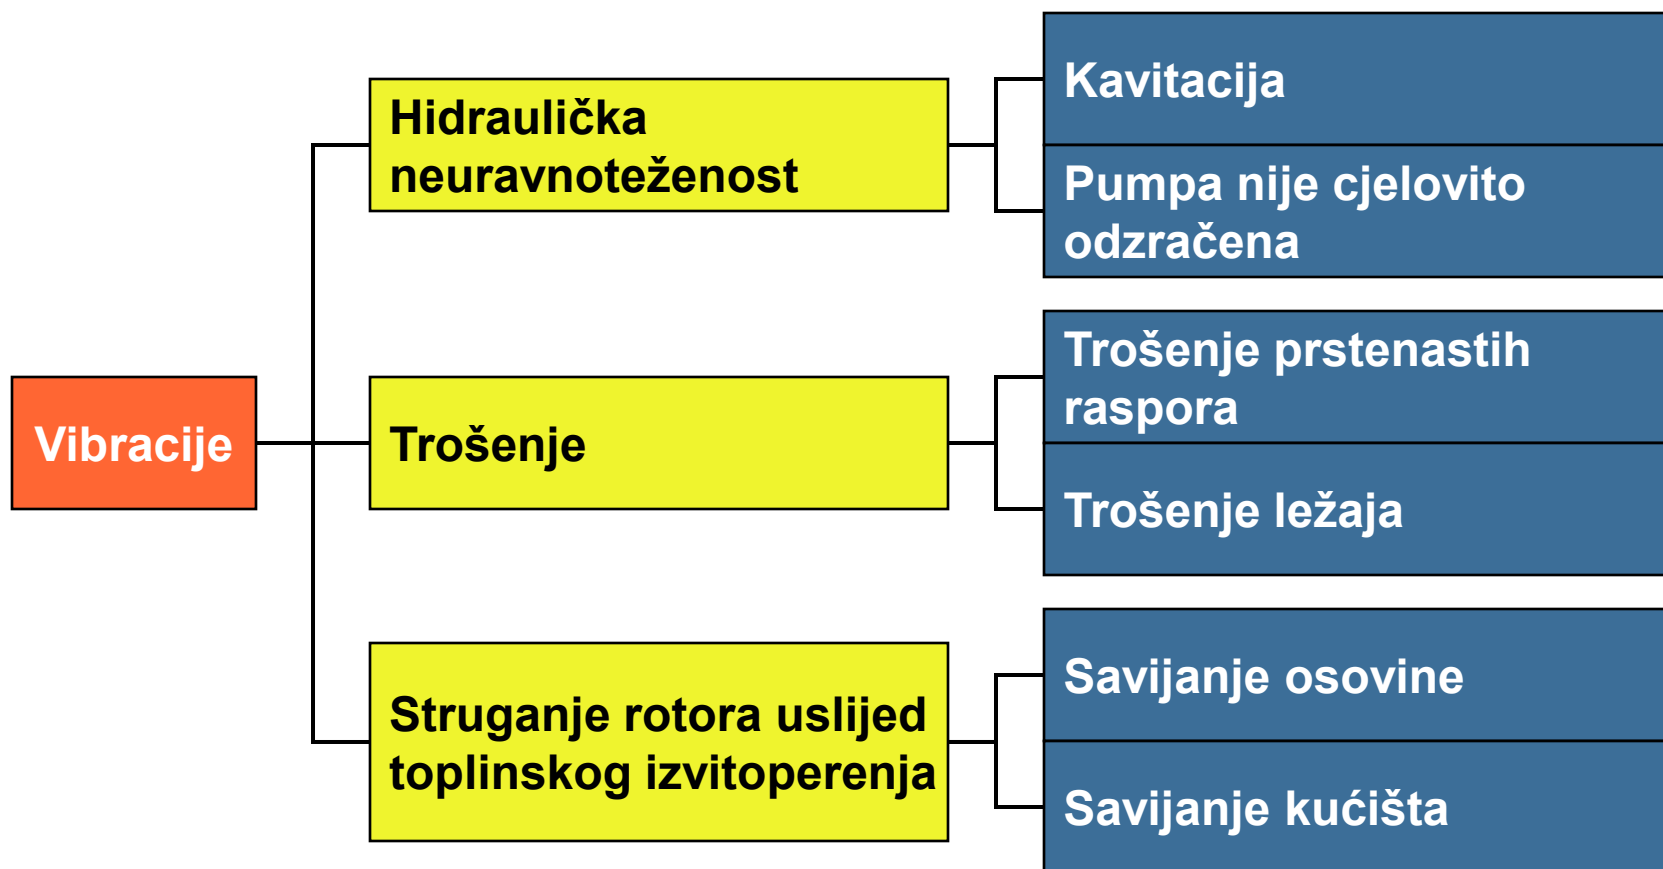 Vibracije
Hidraulička
neuravnoteženost
Kavitacija
Pumpa nije cjelovito
odzračena
Trošenje
Trošenje prstenastih
raspora
Trošenje ležaja
Struganje rotora uslijed
toplinskog izvitoperenja
Savijanje osovine
Savijanje kućišta